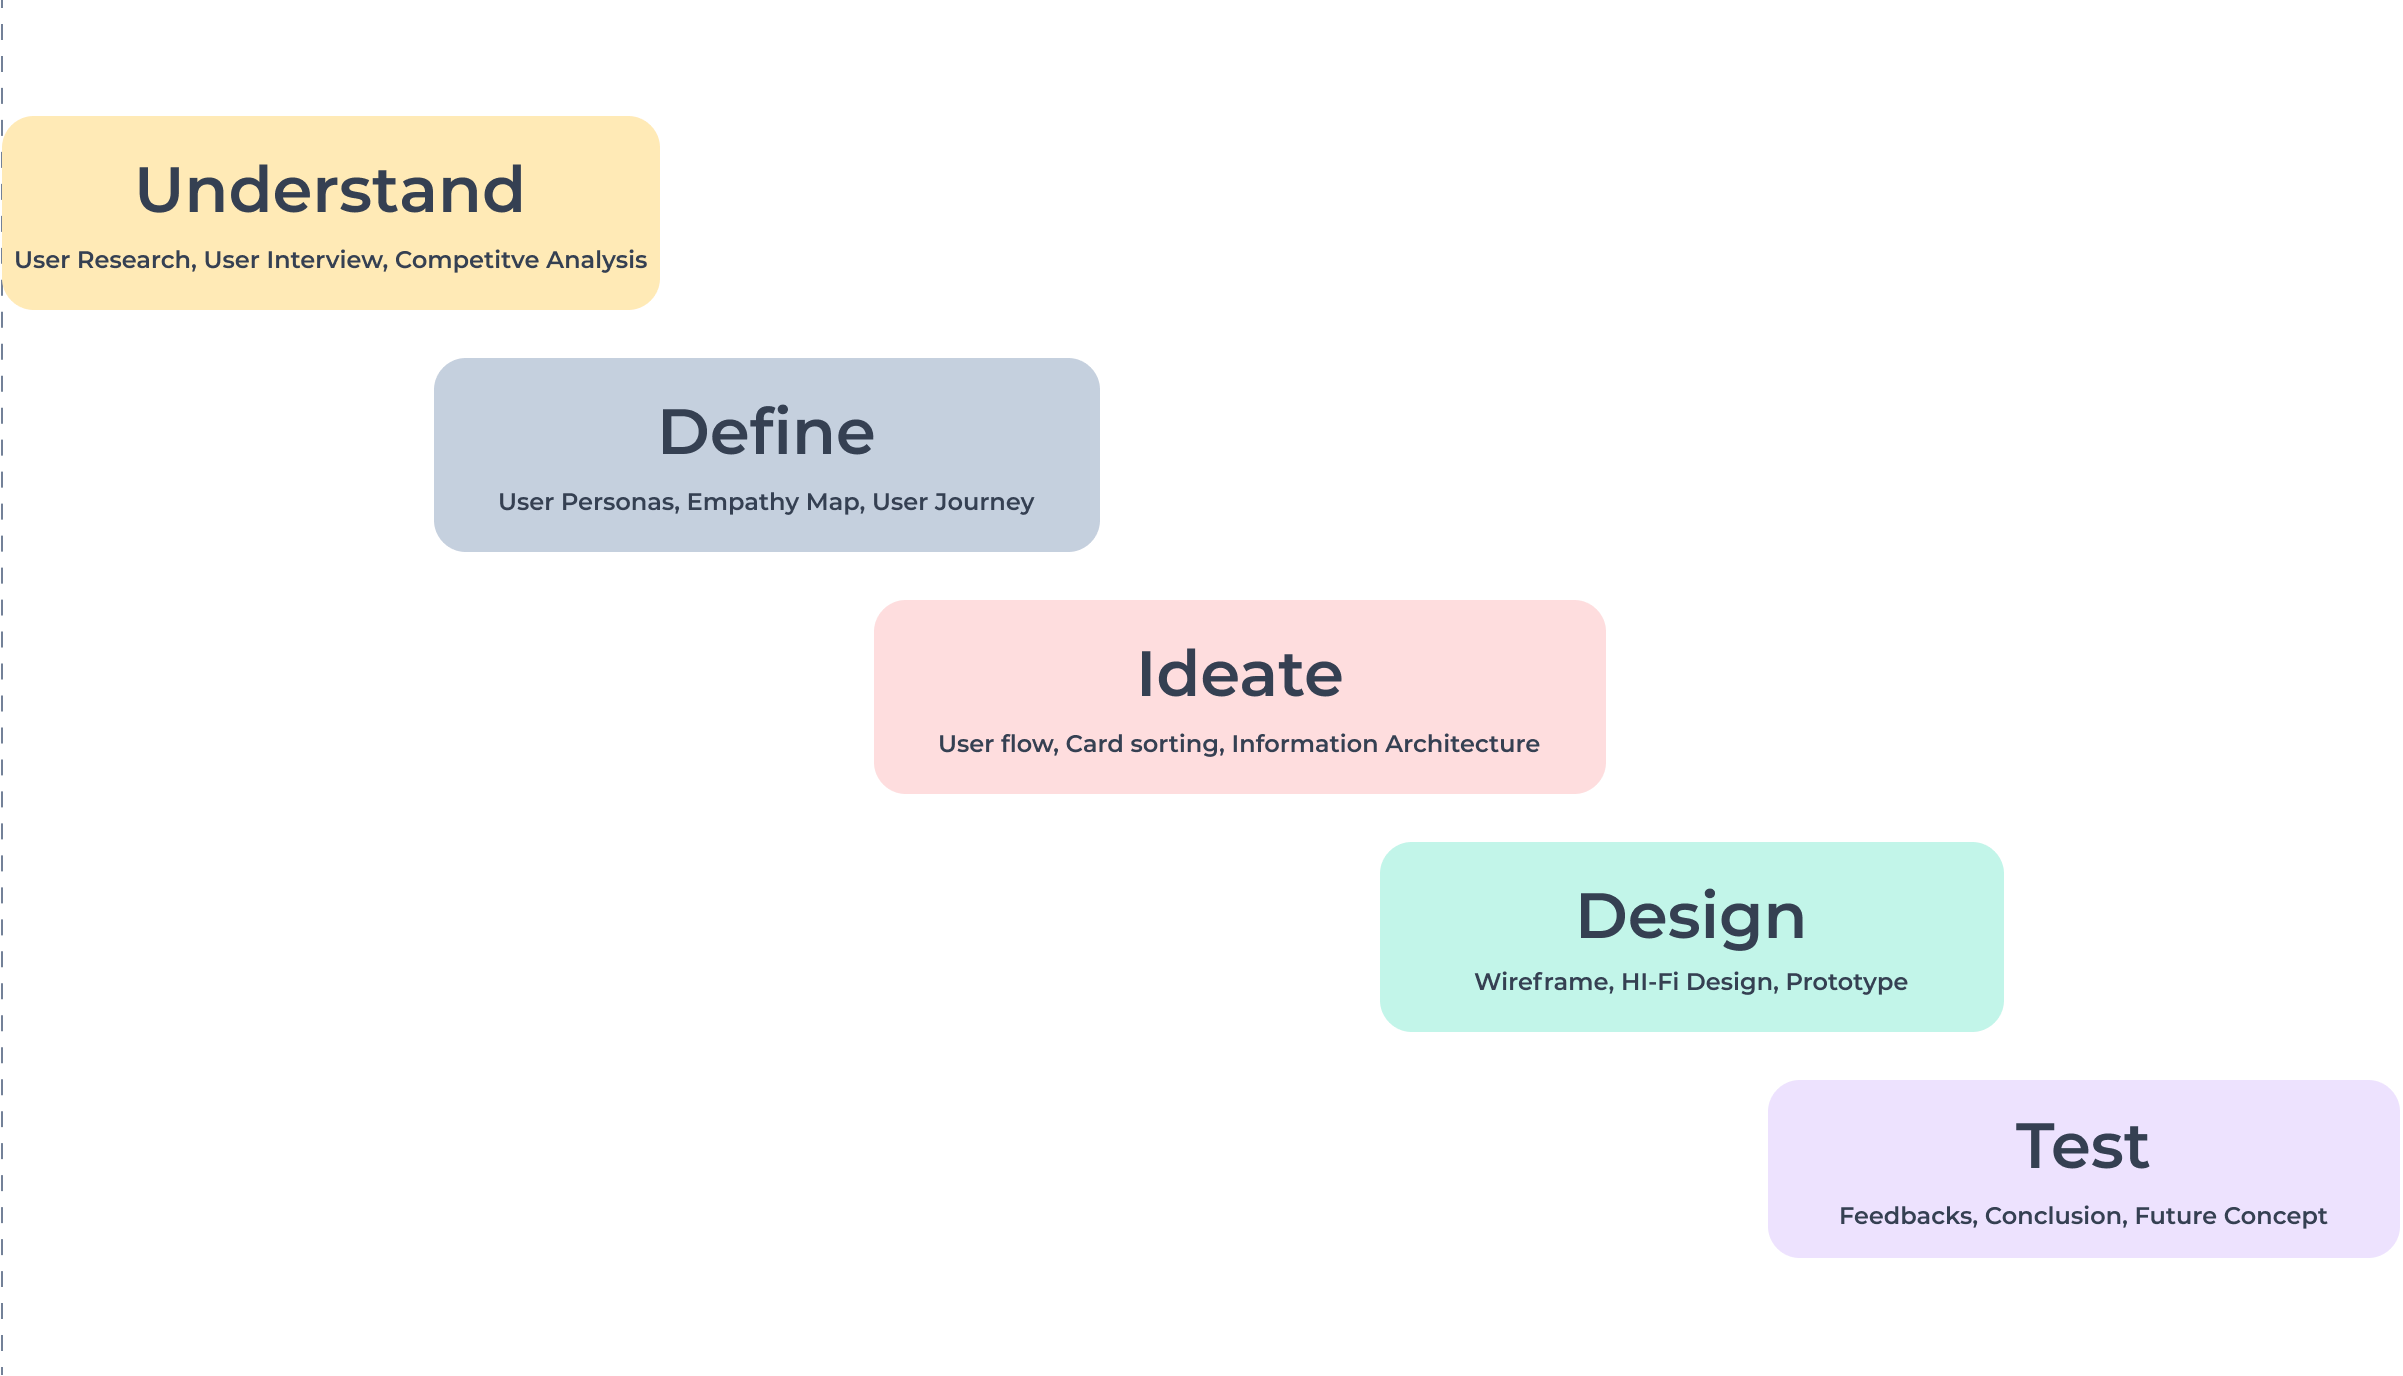 Understand
User Research, User Interview, Competitve Analysis
Define
User Personas, Empathy Map, User Journey
Ideate
User flow, Card sorting, Information Architecture
Design
Wireframe, HI-Fi Design, Prototype
Test
Feedbacks, Conclusion, Future Concept